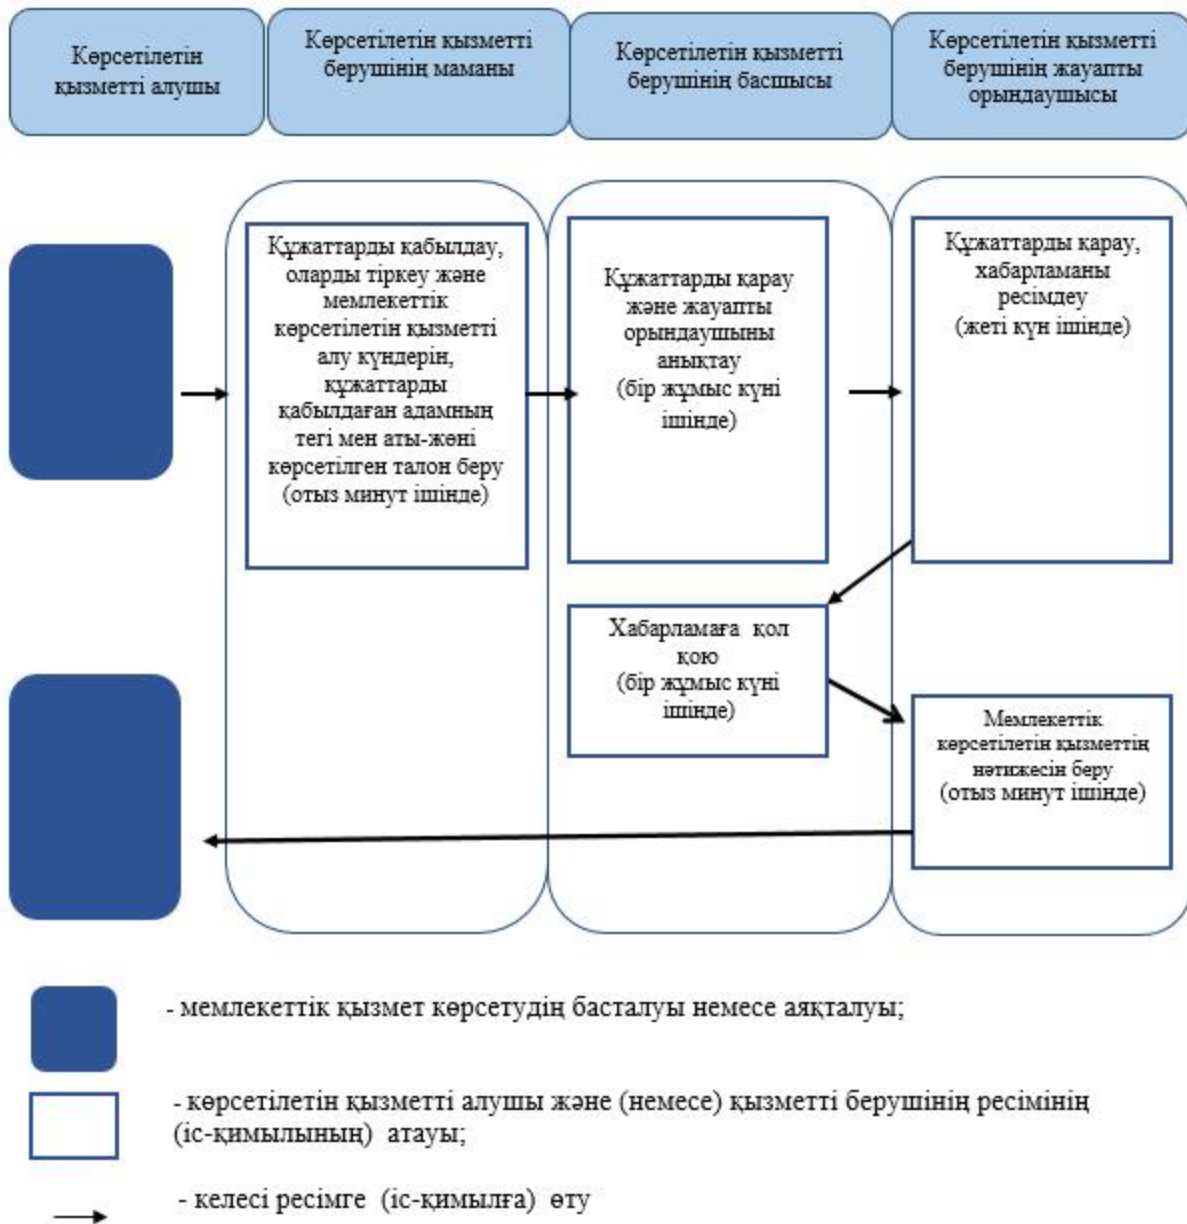 Көрсетілетін
қызметті алушы
Көрсетілетін қызметті
берушінің маманы
Көрсетілетін қызметті
берушінің басшысы
Көрсетілетін қызметті
берушінің жауапты
орындаушысы
Құжаттарды қабылдау,
оларды тіркеу және
мемлекеттік
көрсетілетін қызметті
алу күндерін,
құжаттарды
қабылдаған адамның
тегі мен аты-жөні
көрсетілген талон беру
(отыз минут ішінде)
Құжаттарды қарау
және жауапты
орындаушыны
анықтау
(бір жұмыс күні
ішінде)
Құжаттарды қарау,
хабарламаны
ресімдеу
(жеті күн ішінде)
Хабарламаға қол
қою
(бір жұмыс күні
ішінде)
Мемлекеттік
көрсетілетін қызметтің
нәтижесін беру
(отыз минут ішінде)
- мемлекеттік қызмет көрсетудің басталуы немесе аяқталуы;
- көрсетілетін қызметті алушы және (немесе) қызметті берушінің ресімінің
(іс-қимылының) атауы;
- келесі ресімге (іс-қимылға) өту